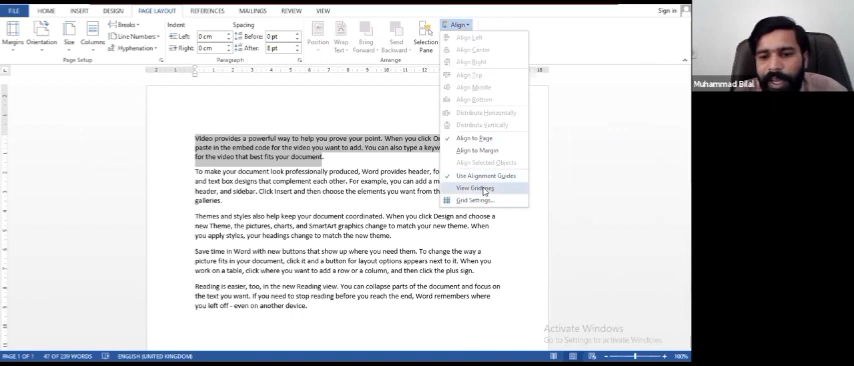 FILE HOME INSERT DESIGN PAGE LAYOUT REFERENCES MAILINGS REVIEW VIEW Sign in
Margins Orientation Size Columns Breaks Line Numbers Hyphenation
Page Setup
Indent Spacing
Left: 0 cm Before: 0 pt
Right: 0 cm After: 8 pt
Paragraph
Position Wrap Text Bring Forward Send Backward Selection Pane
Arrange
Align
Align Left
Align Center
Align Right
Align Top
Align Middle
Align Bottom
Distribute Horizontally
Distribute Vertically
Align to Page
Align to Margin
Align Selected Objects
Use Alignment Guides
View Gridlines
Grid Settings...
Muhammad Bilal
Video provides a powerful way to help you prove your point. When you click
paste in the embed code for the video you want to add. You can also type a
for the video that best fits your document.
To make your document look professionally produced, Word provides header,
and text box designs that complement each other. For example, you can add a
header, and sidebar. Click Insert and then choose the elements you want from
galleries.
Themes and styles also help keep your document coordinated. When you click Design and choose a
new Theme, the pictures, charts, and SmartArt graphics change to match your new theme. When
you apply styles, your headings change to match the new theme.
Save time in Word with new buttons that show up where you need them. To change the way a
picture fits in your document, click it and a button for layout options appears next to it. When you
work on a table, click where you want to add a row or a column, and then click the plus sign.
Reading is easier, too, in the new Reading view. You can collapse parts of the document and focus on
the text you want. If you need to stop reading before you reach the end, Word remembers where
you left off - even on another device.
Activate Windows
Go to Settings to activate Windows.
PAGE 1 OF 1 47 OF 239 WORDS ENGLISH (UNITED KINGDOM) 100%